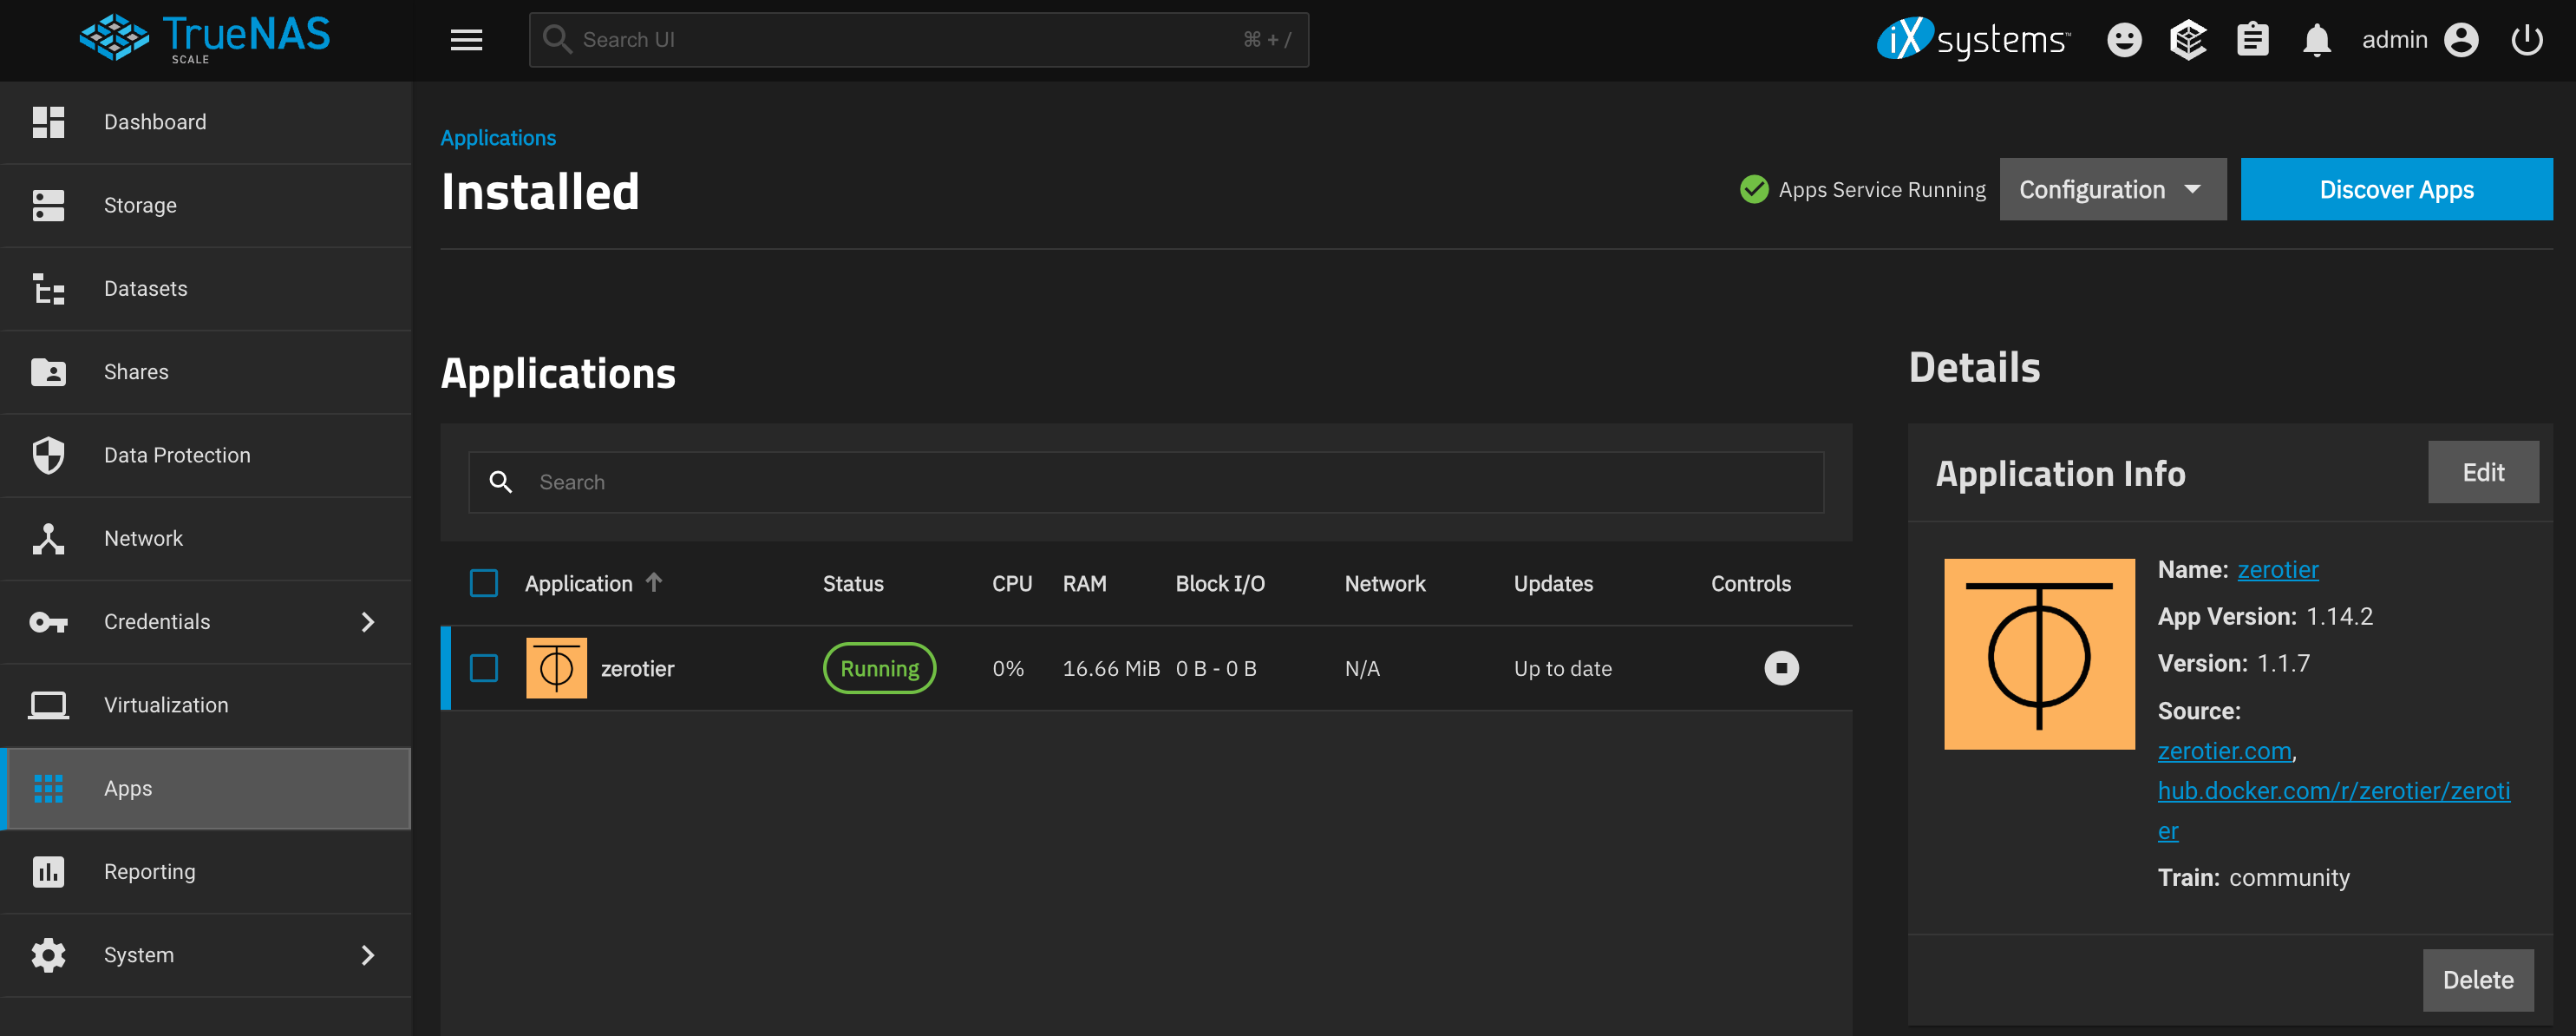 TrueNAS
SCALE
Search UI
⌘ + /
iXsystems™
admin
Dashboard
Storage
Datasets
Shares
Data Protection
Network
Credentials
Virtualization
Apps
Reporting
System
Applications
Installed
Apps Service Running
Configuration
Discover Apps
Applications
Search
Application Status CPU RAM Block I/O Network Updates Controls
zerotier Running 0% 16.66 MiB 0 B - 0 B N/A Up to date
Details
Application Info
Edit
Name: zerotier
App Version: 1.14.2
Version: 1.1.7
Source:
zerotier.com,
hub.docker.com/r/zerotier/zeroti
er
Train: community
Delete